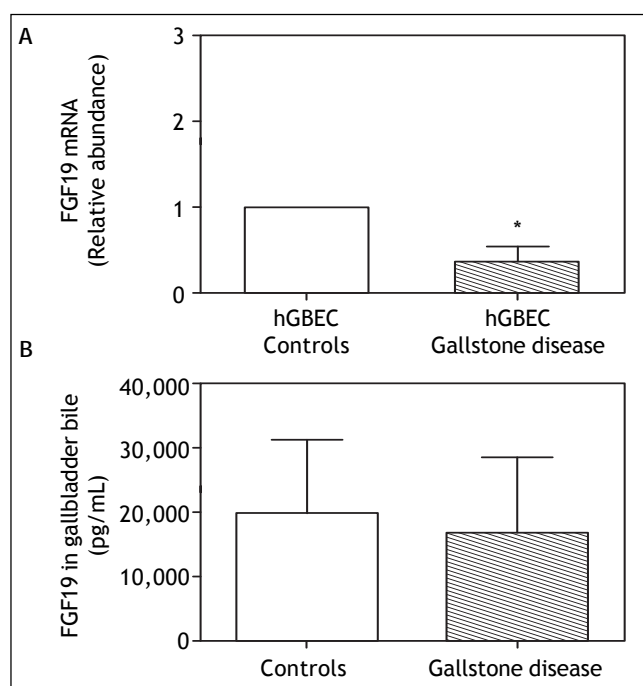 A
FGF19 mRNA
(Relative abundance)
3
2
1
0
*
hGBEC
Controls
hGBEC
Gallstone disease
B
FGF19 in gallbladder bile
(pg/mL)
40,000
30,000
20,000
10,000
0
Controls
Gallstone disease